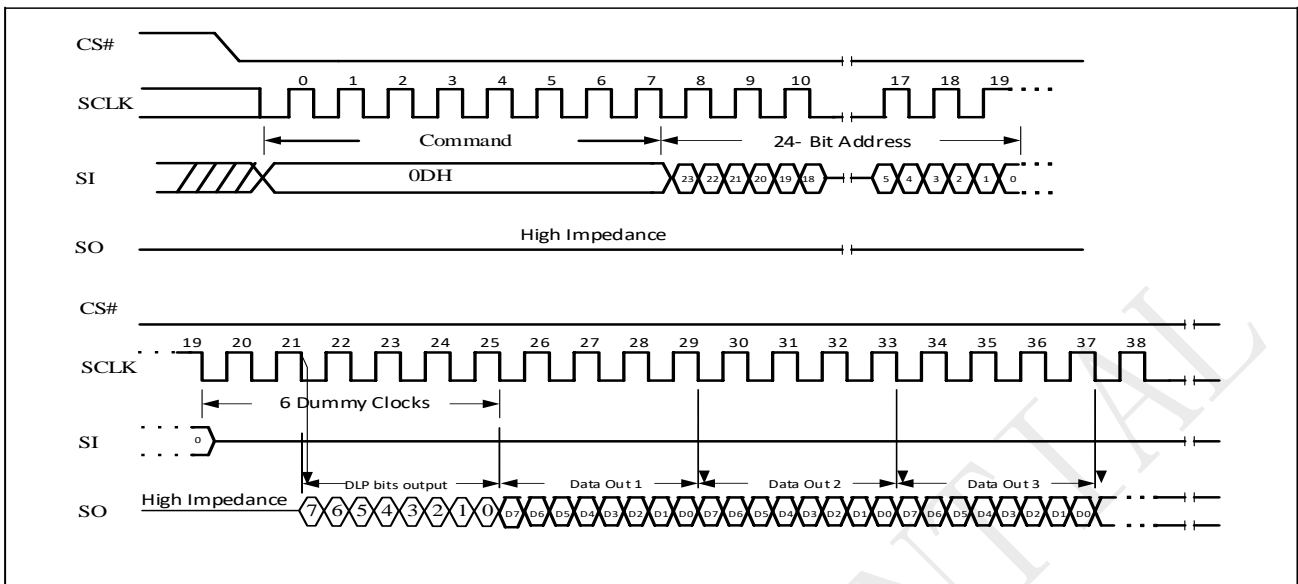 CS#
0 1 2 3 4 5 6 7 8 9 10 17 18 19
SCLK
Command 24- Bit Address
SI 0DH 23 22 21 20 19 18 5 4 3 2 1 0
High Impedance
SO
CS#
19 20 21 22 23 24 25 26 27 28 29 30 31 32 33 34 35 36 37 38
SCLK
6 Dummy Clocks
SI 0
DLP bits output Data Out 1 Data Out 2 Data Out 3
High Impedance
SO 7 6 5 4 3 2 1 0 D7 D6 D5 D4 D3 D2 D1 D0 D7 D6 D5 D4 D3 D2 D1 D0 D7 D6 D5 D4 D3 D2 D1 D0
NTIAL